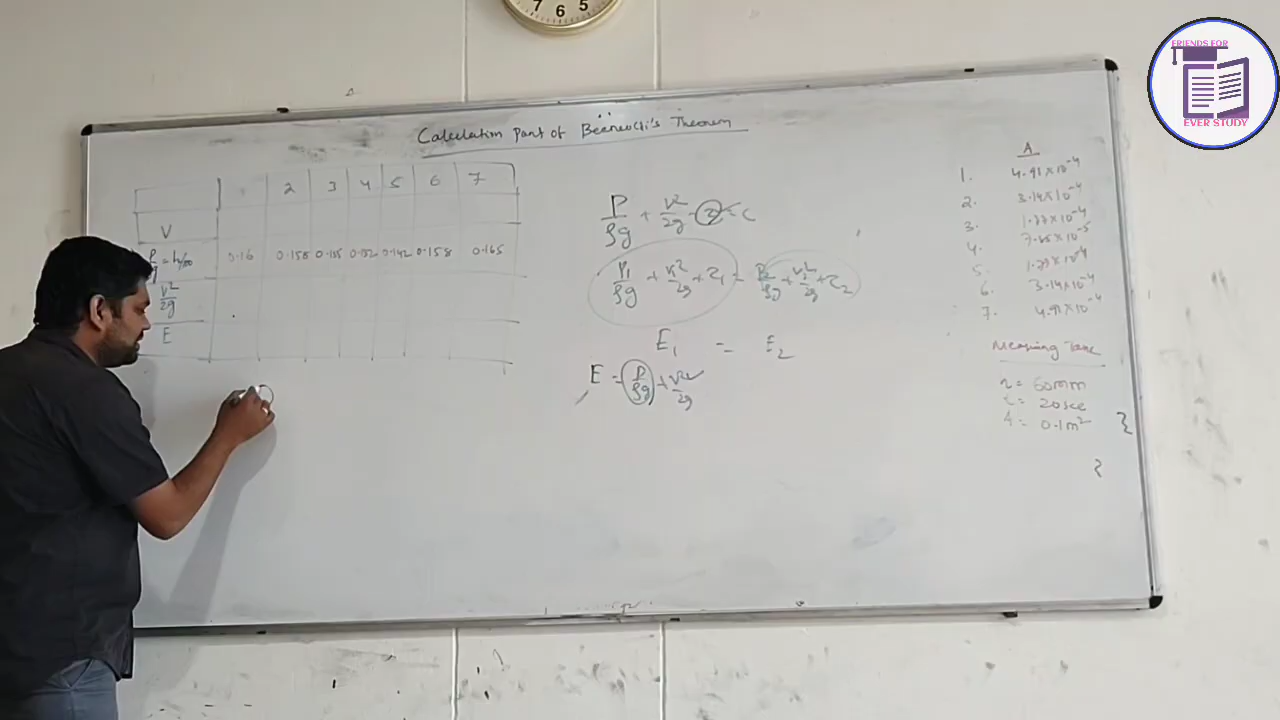 7 6 5
FRIENDS FOR
EVER STUDY
Calculation part of Bernoulli's Theorem
2 3 4 5 6 7
V
P = h/100 0.16 0.158 0.155 0.132 0.142 0.158 0.165
V²/2g
E
P/ρg + V²/2g + z = C
P₁/ρg + V₁²/2g + Z₁ = P₂/ρg + V₂²/2g + Z₂
E₁ = E₂
E = P/ρg + V²/2g
A
1. 4.91×10⁻⁴
2. 3.14×10⁻⁴
3. 1.77×10⁻⁴
4. 7.85×10⁻⁵
5. 1.77×10⁻⁴
6. 3.14×10⁻⁴
7. 4.91×10⁻⁴
Measuring Tank
r = 60mm
t = 20sec
A = 0.1m²